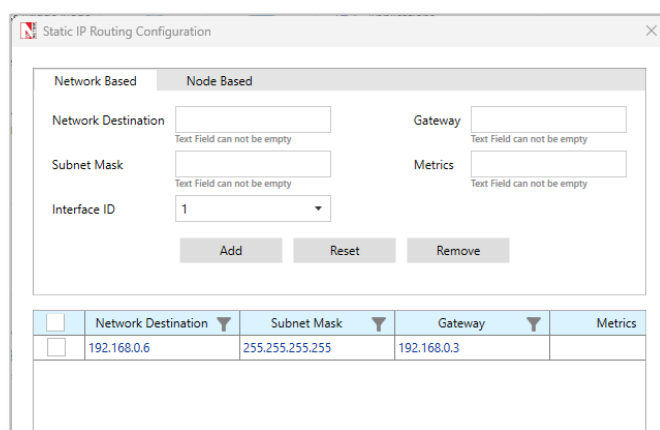 Static IP Routing Configuration
Network Based Node Based
Network Destination Gateway
Text Field can not be empty Text Field can not be empty
Subnet Mask Metrics
Text Field can not be empty Text Field can not be empty
Interface ID 1
Add Reset Remove
Network Destination Subnet Mask Gateway Metrics
192.168.0.6 255.255.255.255 192.168.0.3